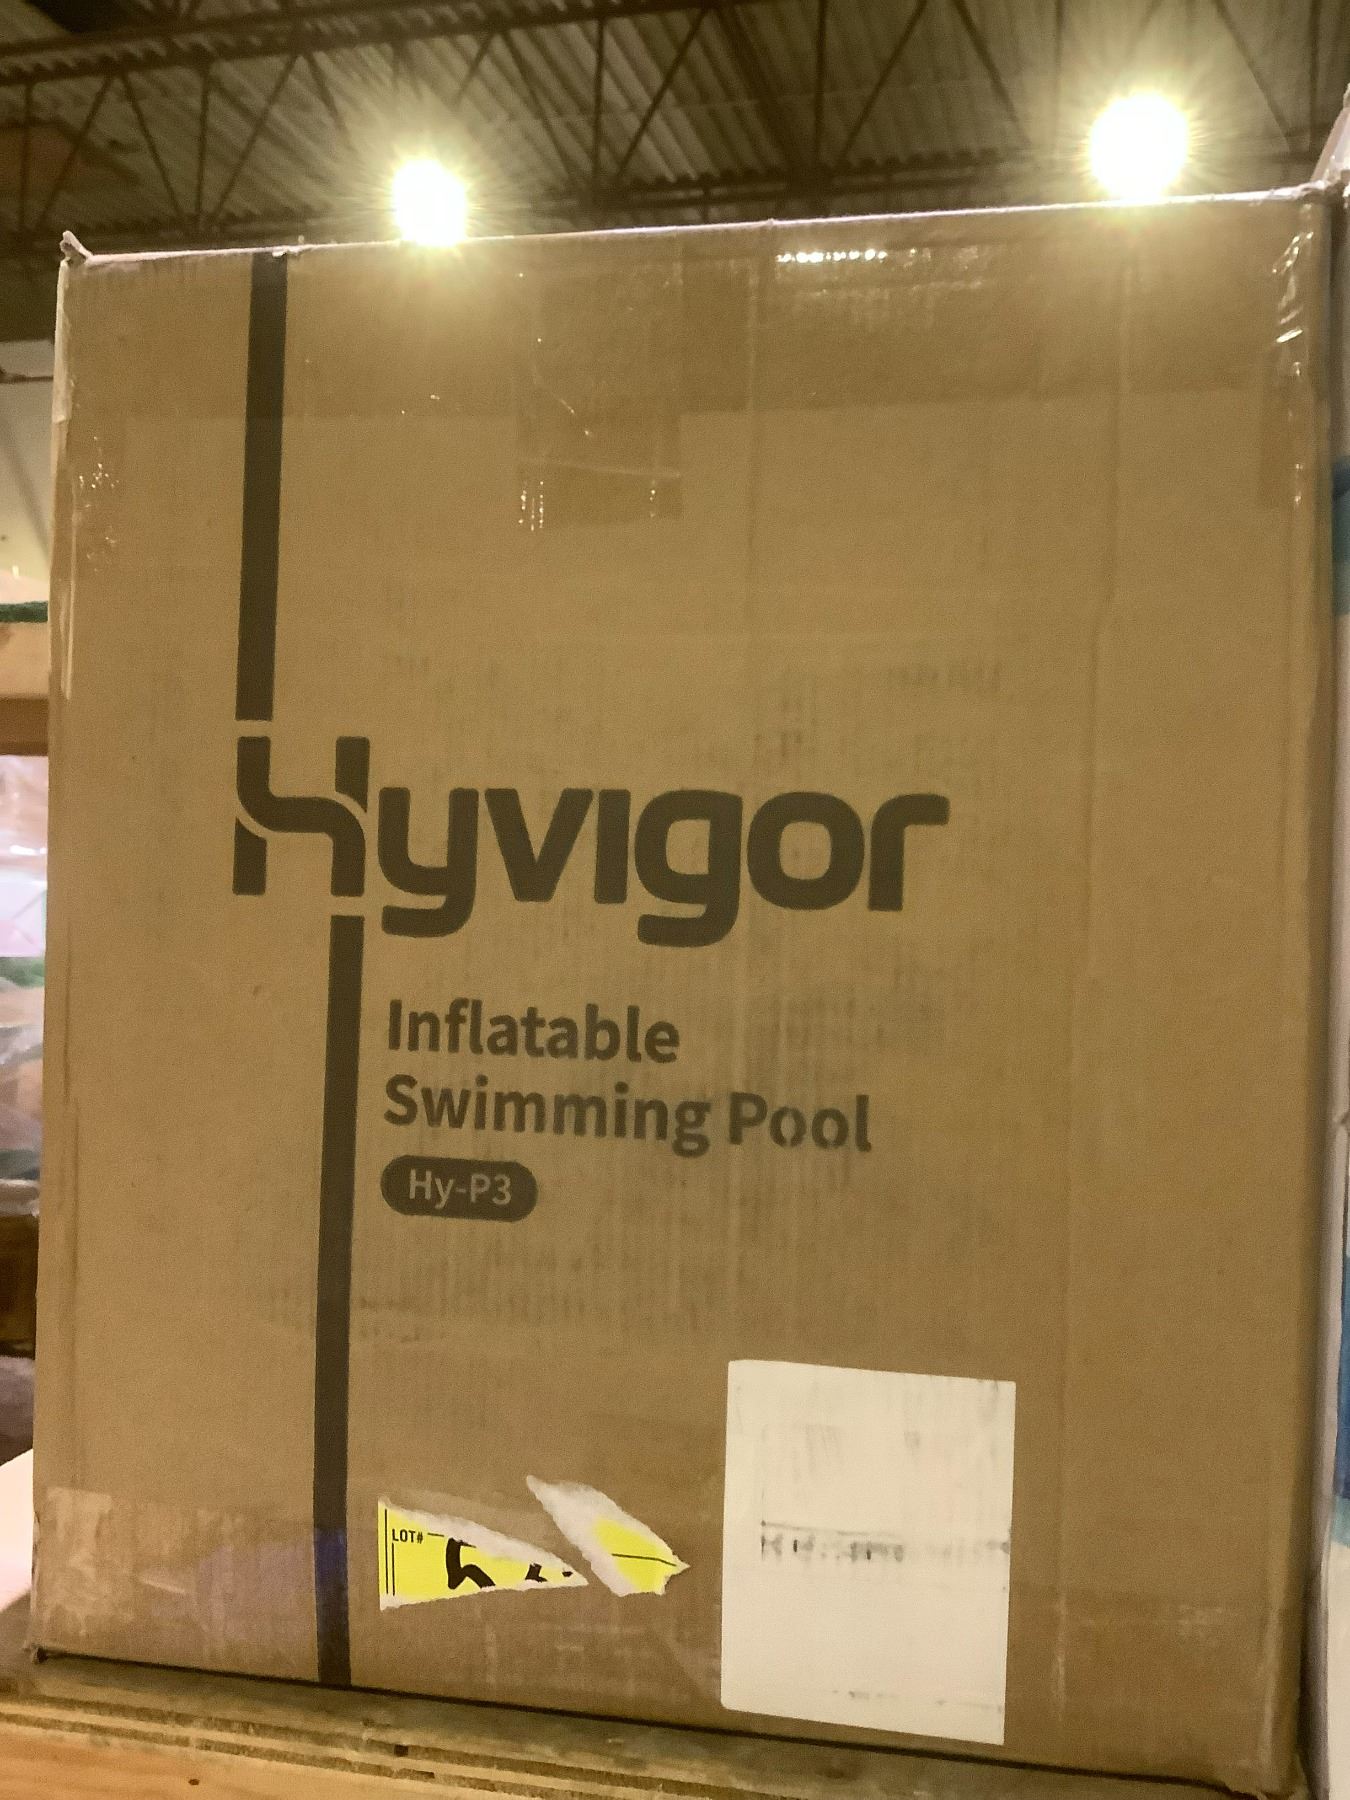 Hyvigor
Inflatable
Swimming Pool
Hy-P3
LOT#